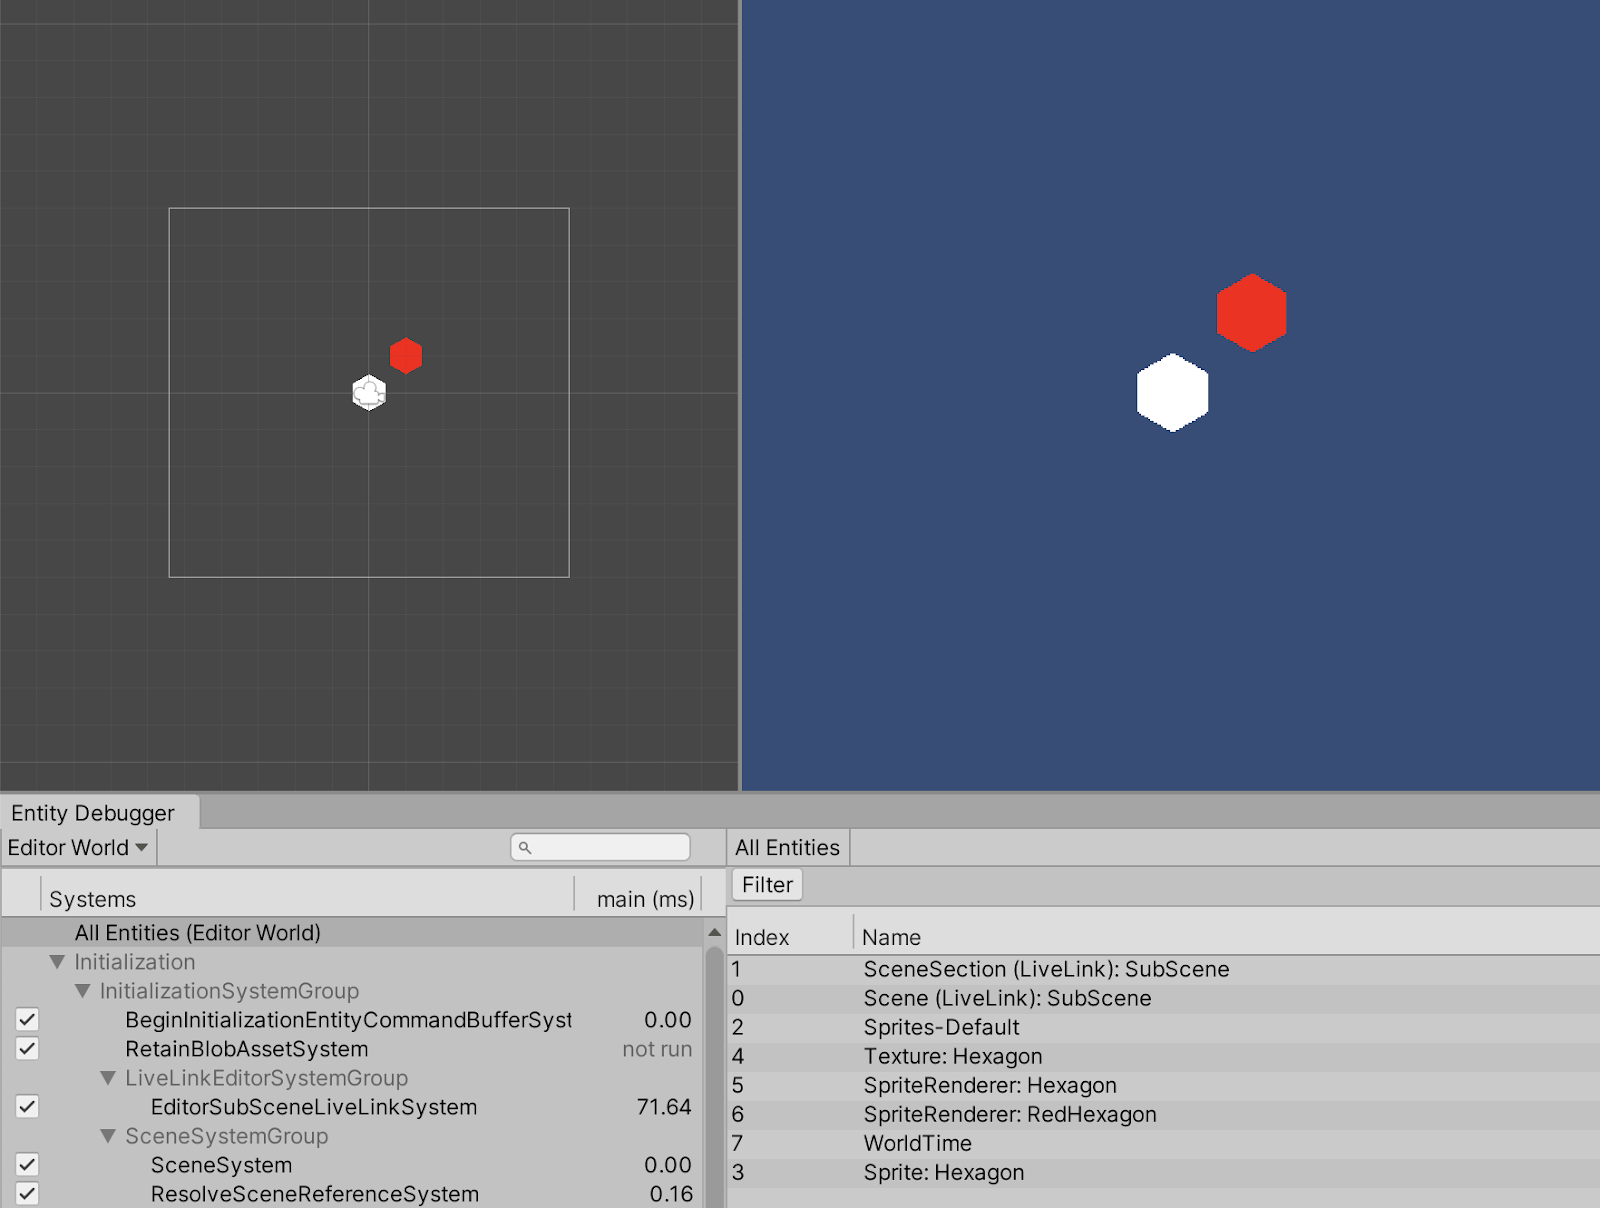 Entity Debugger
Editor World
All Entities
Filter
Systems main (ms)
All Entities (Editor World)
Initialization
InitializationSystemGroup
BeginInitializationEntityCommandBufferSyst 0.00
RetainBlobAssetSystem not run
LiveLinkEditorSystemGroup
EditorSubSceneLiveLinkSystem 71.64
SceneSystemGroup
SceneSystem 0.00
ResolveSceneReferenceSystem 0.16
Index Name
1 SceneSection (LiveLink): SubScene
0 Scene (LiveLink): SubScene
2 Sprites-Default
4 Texture: Hexagon
5 SpriteRenderer: Hexagon
6 SpriteRenderer: RedHexagon
7 WorldTime
3 Sprite: Hexagon